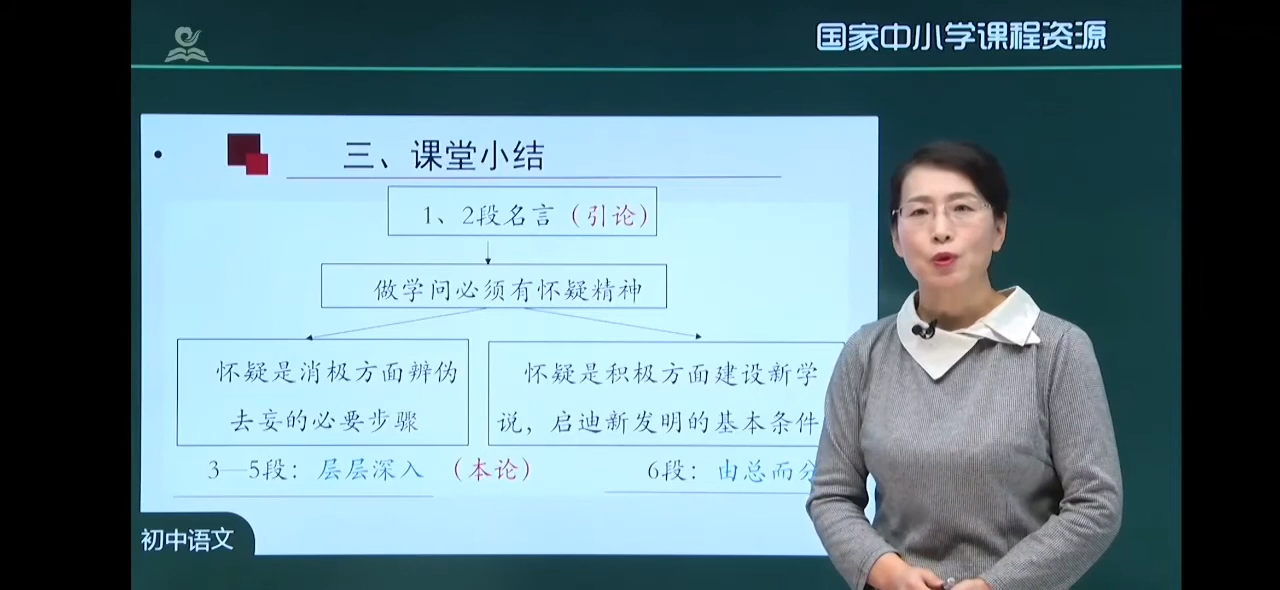 国家中小学课程资源
三、课堂小结
1、2段名言（引论）
做学问必须有怀疑精神
怀疑是消极方面辨伪
去妄的必要步骤
怀疑是积极方面建设新学
说，启迪新发明的基本条件
3—5段：层层深入（本论）
6段：由总而分
初中语文